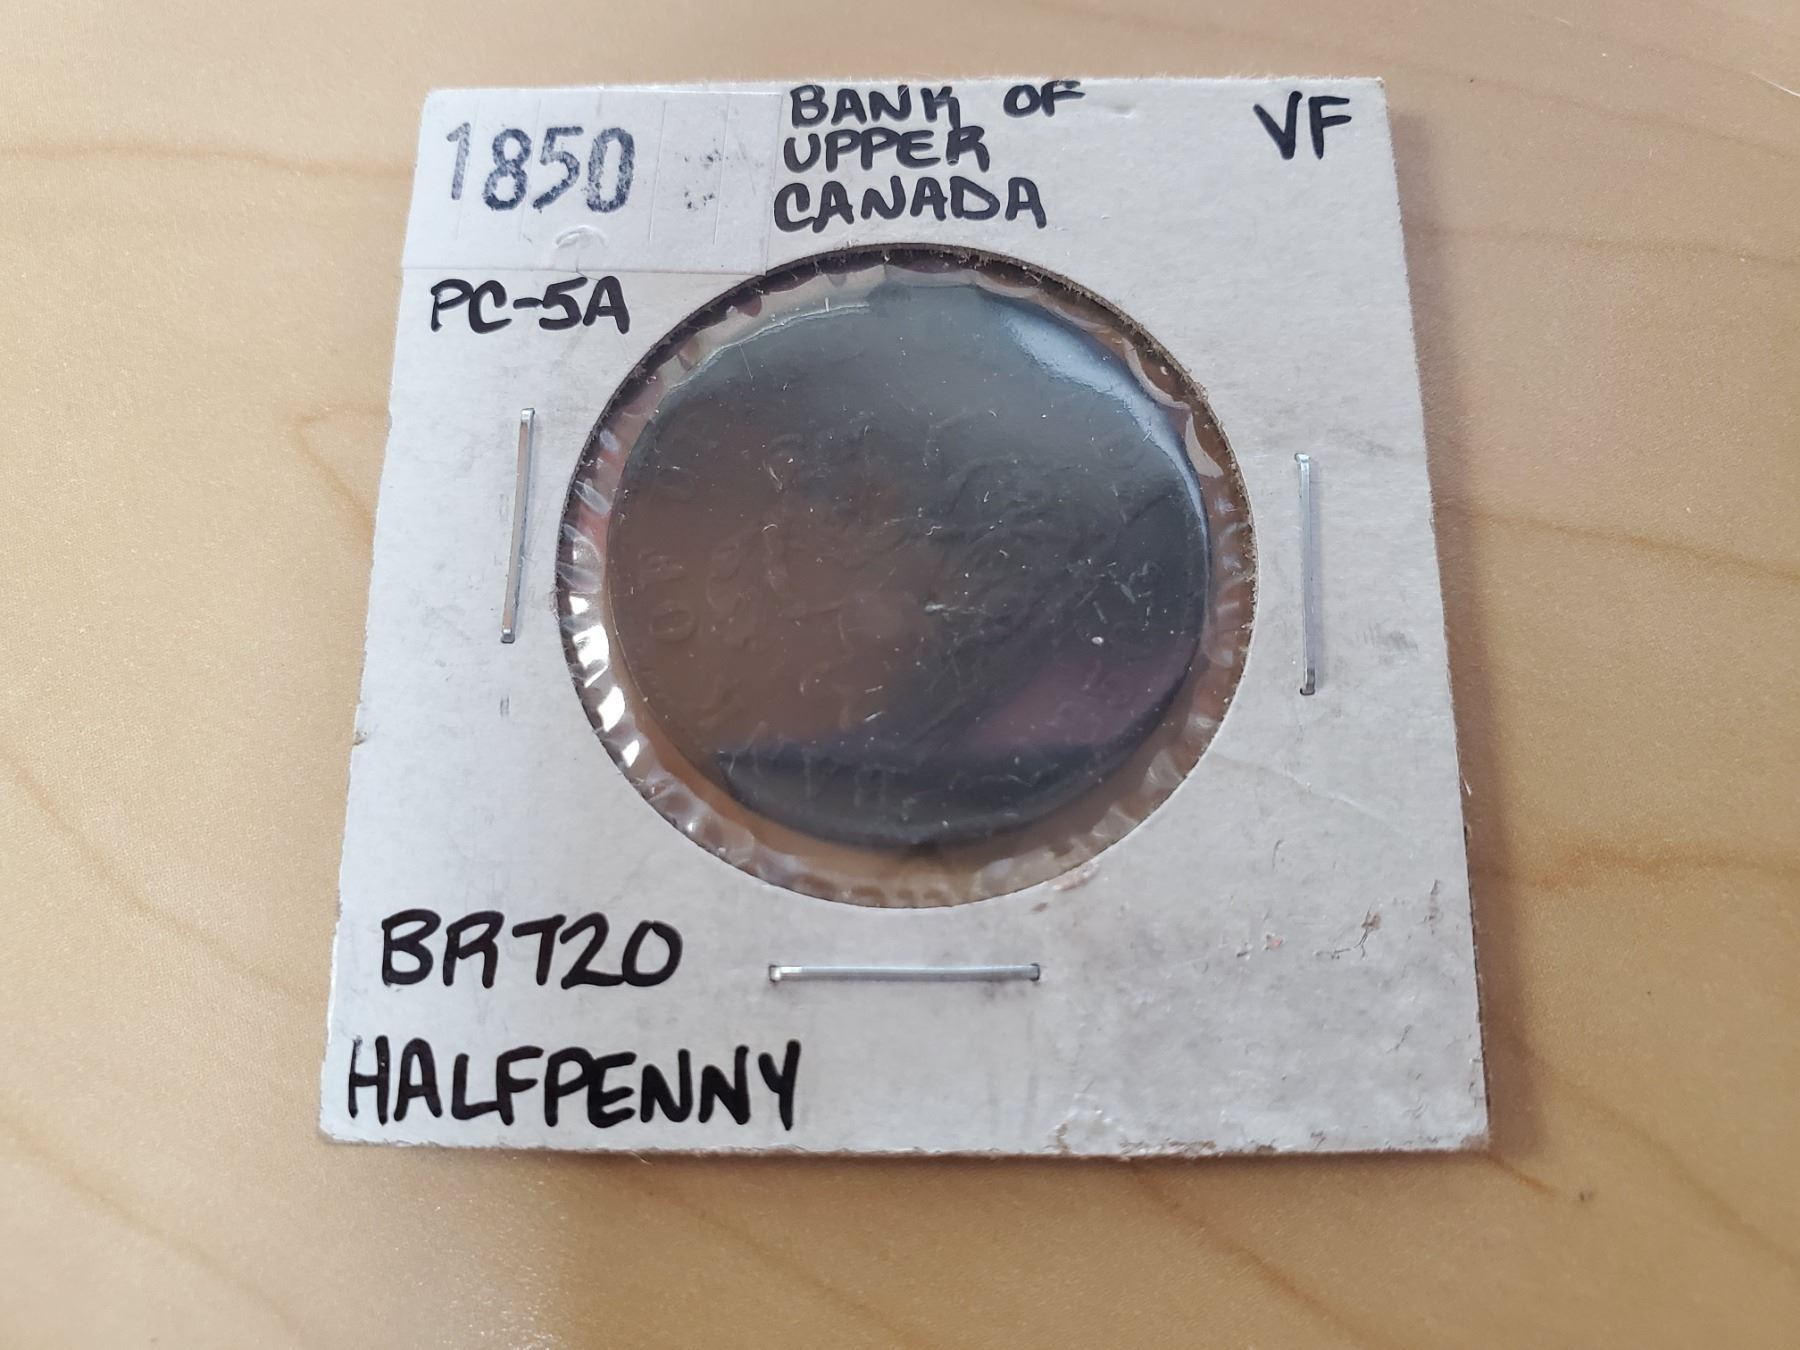 1850
BANK OF
UPPER
CANADA
VF
PC-5A
BR720
HALFPENNY